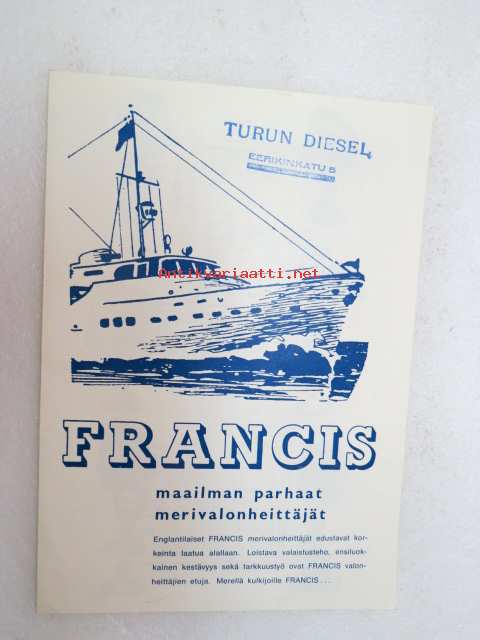 TURUN DIESEL
EERIKINKATU 5
Antikvariaatti.net
FRANCIS
maailman parhaat
merivalonheittäjät
Englantilaiset FRANCIS merivalonheittäjät edustavat kor-
keinta laatua alallaan. Loistava valaistusteho, ensiluok-
kainen kestävyys sekä tarkkuustyö ovat FRANCIS valon-
heittäjien etuja. Merellä kulkijoille FRANCIS...